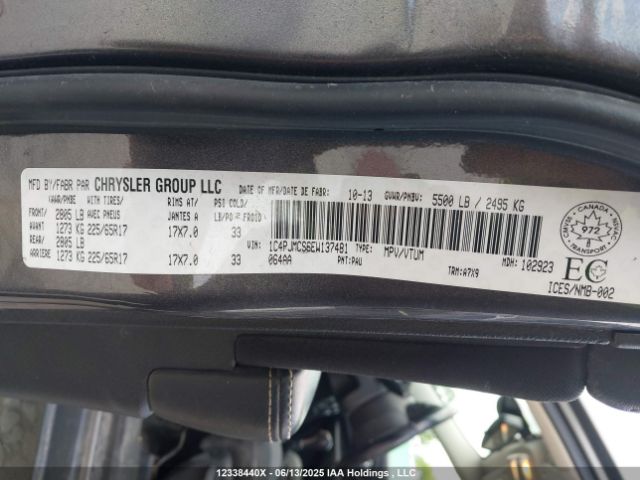 MFD BY/FABR PAR CHRYSLER GROUP LLC
DATE OF MFR/DATE DE FABR: 10-13 GVWR/PNBV: 5500 LB / 2495 KG
GAWR/PNBE WITH TIRES/ RIMS AT/ PSI COLD/
FRONT/ 2805 LB AVEC PNEUS JANTES A LB/PO² FROID
AVANT 1273 KG 225/65R17 17X7.0 33
REAR/ 2805 LB
ARRIERE 1273 KG 225/65R17 17X7.0 33
VIN: 1C4PJMCS6EW137481 TYPE: MPV/VTUM
064AA PNT: PAU TRM: A7X9 MDH: 102923
CANADA
CMVSS 972 NSVAC
EC
ICES/NMB-002
12338440X - 06/13/2025 IAA Holdings , LLC